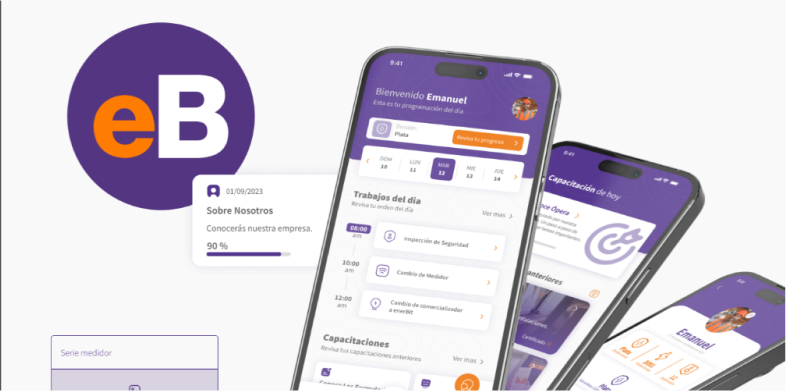 eB
01/09/2023
Sobre Nosotros
Conocerás nuestra empresa.
90 %
Serie medidor
9:41
Bienvenido Emanuel
Esta es tu programación del día
Plata
Revisa tu progreso
DOM
10
LUN
11
MAR
12
MIE
13
JUE
14
Trabajos del día
Revisa tu orden del día
Ver mas
08:00
am
Inspección de Seguridad
10:00
am
Cambio de Medidor
12:00
am
Cambio de comercializador
a enerBit
Capacitaciones
Revisa tus capacitaciones anteriores
Ver mas
9:41
Capacitación de hoy
Opera
anteriores
Certificado
Emanuel
Plata